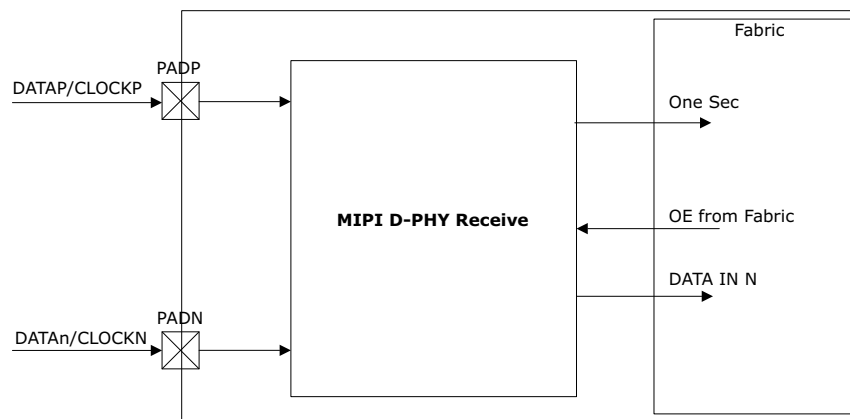 Fabric
PADP
DATAP/CLOCKP
One Sec
MIPI D-PHY Receive
OE from Fabric
DATA IN N
PADN
DATAn/CLOCKN